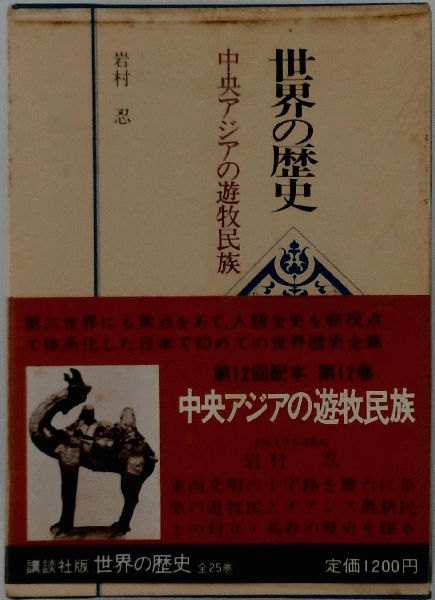 世界の歴史
中央アジアの遊牧民族
岩村 忍
第三世界にも焦点をあて、人類全史を新視点
で体系化した日本で初めての世界歴史全集
第12回配本 第12巻
中央アジアの遊牧民族
岩村 忍
東西文明の十字路を舞台に草
原の遊牧民とオアシス農耕民
との対立・共存の歴史を探る
講談社版 世界の歴史 全25巻
定価1200円